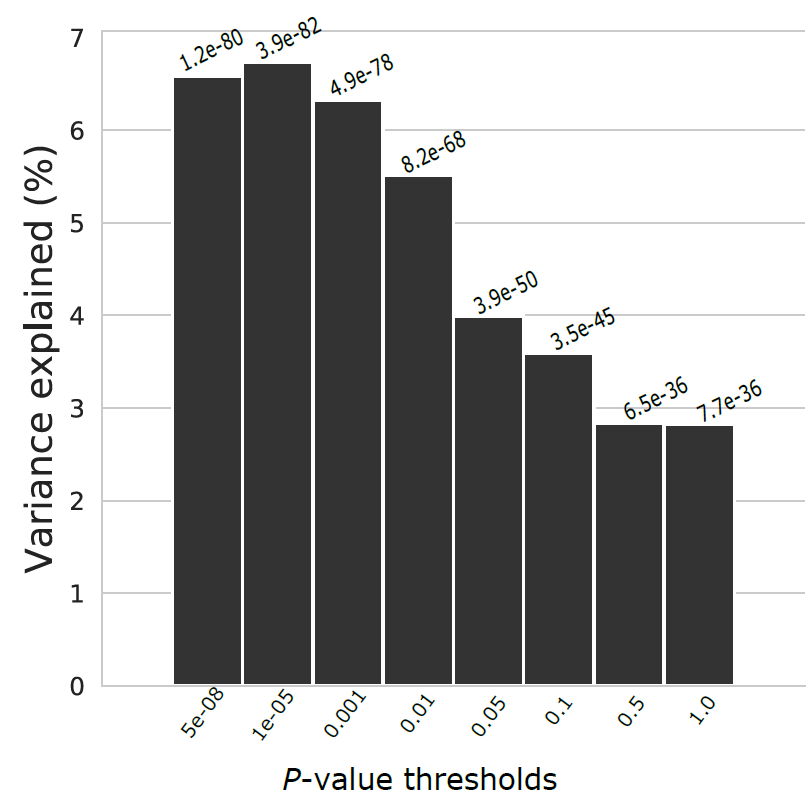 Variance explained (%)
7
6
5
4
3
2
1
0
1.2e-80
3.9e-82
4.9e-78
8.2e-68
3.9e-50
3.5e-45
6.5e-36
7.7e-36
5e-08
1e-05
0.001
0.01
0.05
0.1
0.5
1.0
P-value thresholds